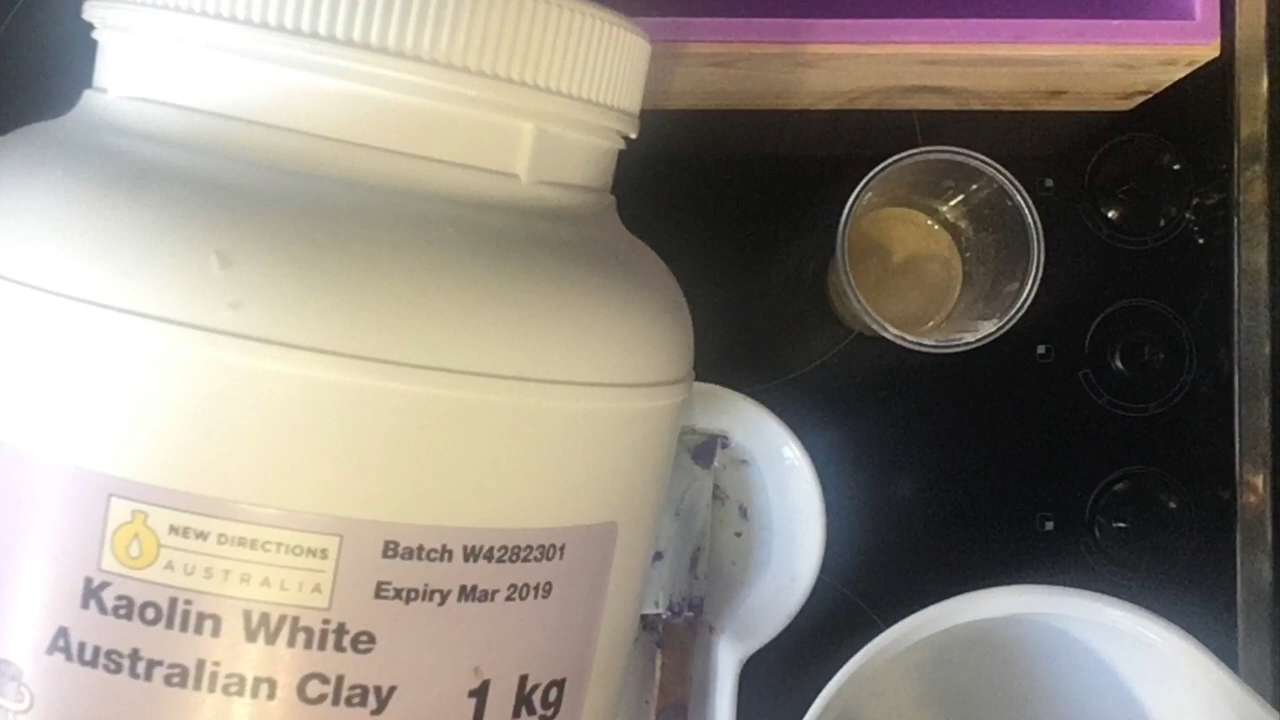 NEW DIRECTIONS
AUSTRALIA
Batch W4282301
Expiry Mar 2019
Kaolin White
Australian Clay
1 kg